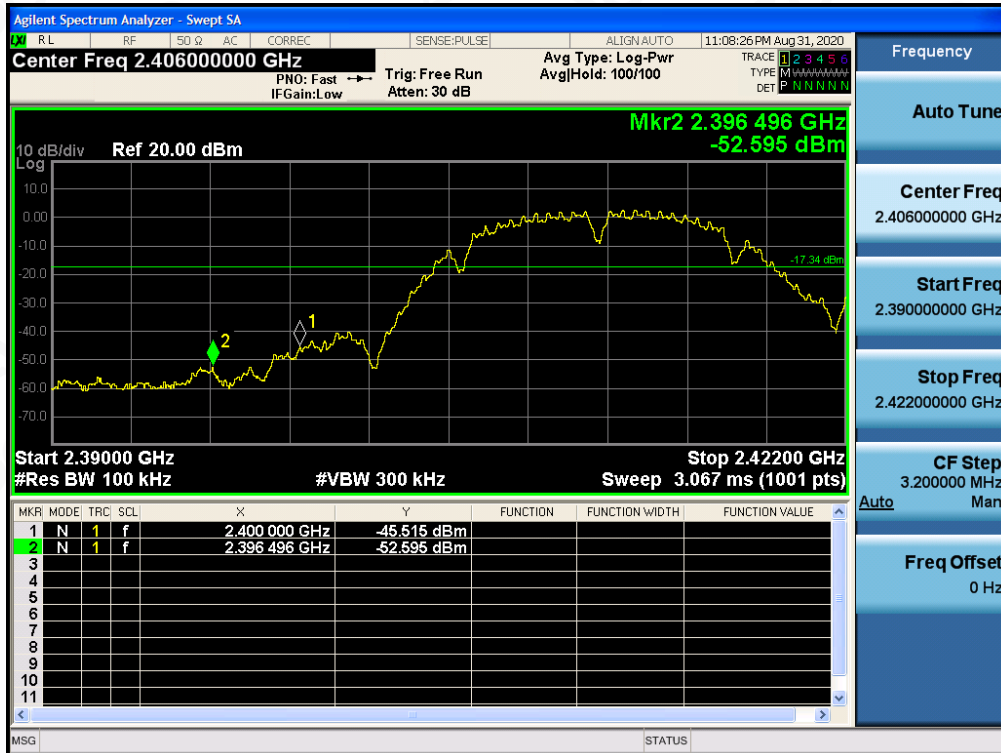 Agilent Spectrum Analyzer - Swept SA
LXI RL RF 50 Ω AC CORREC SENSE:PULSE ALIGN AUTO 11:08:26 PM Aug 31, 2020
Center Freq 2.406000000 GHz
PNO: Fast
IFGain:Low
Trig: Free Run
Atten: 30 dB
Avg Type: Log-Pwr
Avg|Hold: 100/100
TRACE 1 2 3 4 5 6
TYPE M
DET P N N N N N
Mkr2 2.396 496 GHz
-52.595 dBm
10 dB/div Ref 20.00 dBm
Log
10.0
0.00
-10.0
-17.34 dBm
-20.0
-30.0
-40.0
-50.0
-60.0
-70.0
1
2
Start 2.39000 GHz Stop 2.42200 GHz
#Res BW 100 kHz #VBW 300 kHz Sweep 3.067 ms (1001 pts)
MKR MODE TRC SCL X Y FUNCTION FUNCTION WIDTH FUNCTION VALUE
1 N 1 f 2.400 000 GHz -45.515 dBm
2 N 1 f 2.396 496 GHz -52.595 dBm
3
4
5
6
7
8
9
10
11
MSG STATUS
Frequency
Auto Tune
Center Freq
2.406000000 GHz
Start Freq
2.390000000 GHz
Stop Freq
2.422000000 GHz
CF Step
3.200000 MHz
Auto Man
Freq Offset
0 Hz